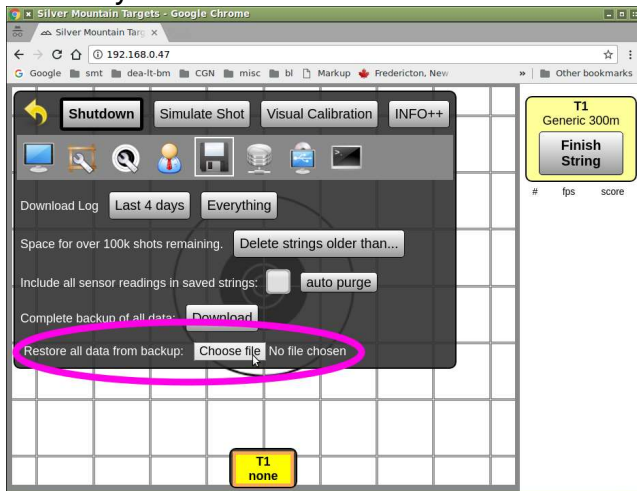 Silver Mountain Targets - Google Chrome
Silver Mountain Targ
192.168.0.47
Google smt dea-lt-bm CGN misc bl Markup Fredericton, New » Other bookmarks
Shutdown Simulate Shot Visual Calibration INFO++
Download Log Last 4 days Everything
Space for over 100k shots remaining. Delete strings older than...
Include all sensor readings in saved strings: auto purge
Complete backup of all data: Download
Restore all data from backup: Choose file No file chosen
T1
Generic 300m
Finish
String
# fps score
T1
none